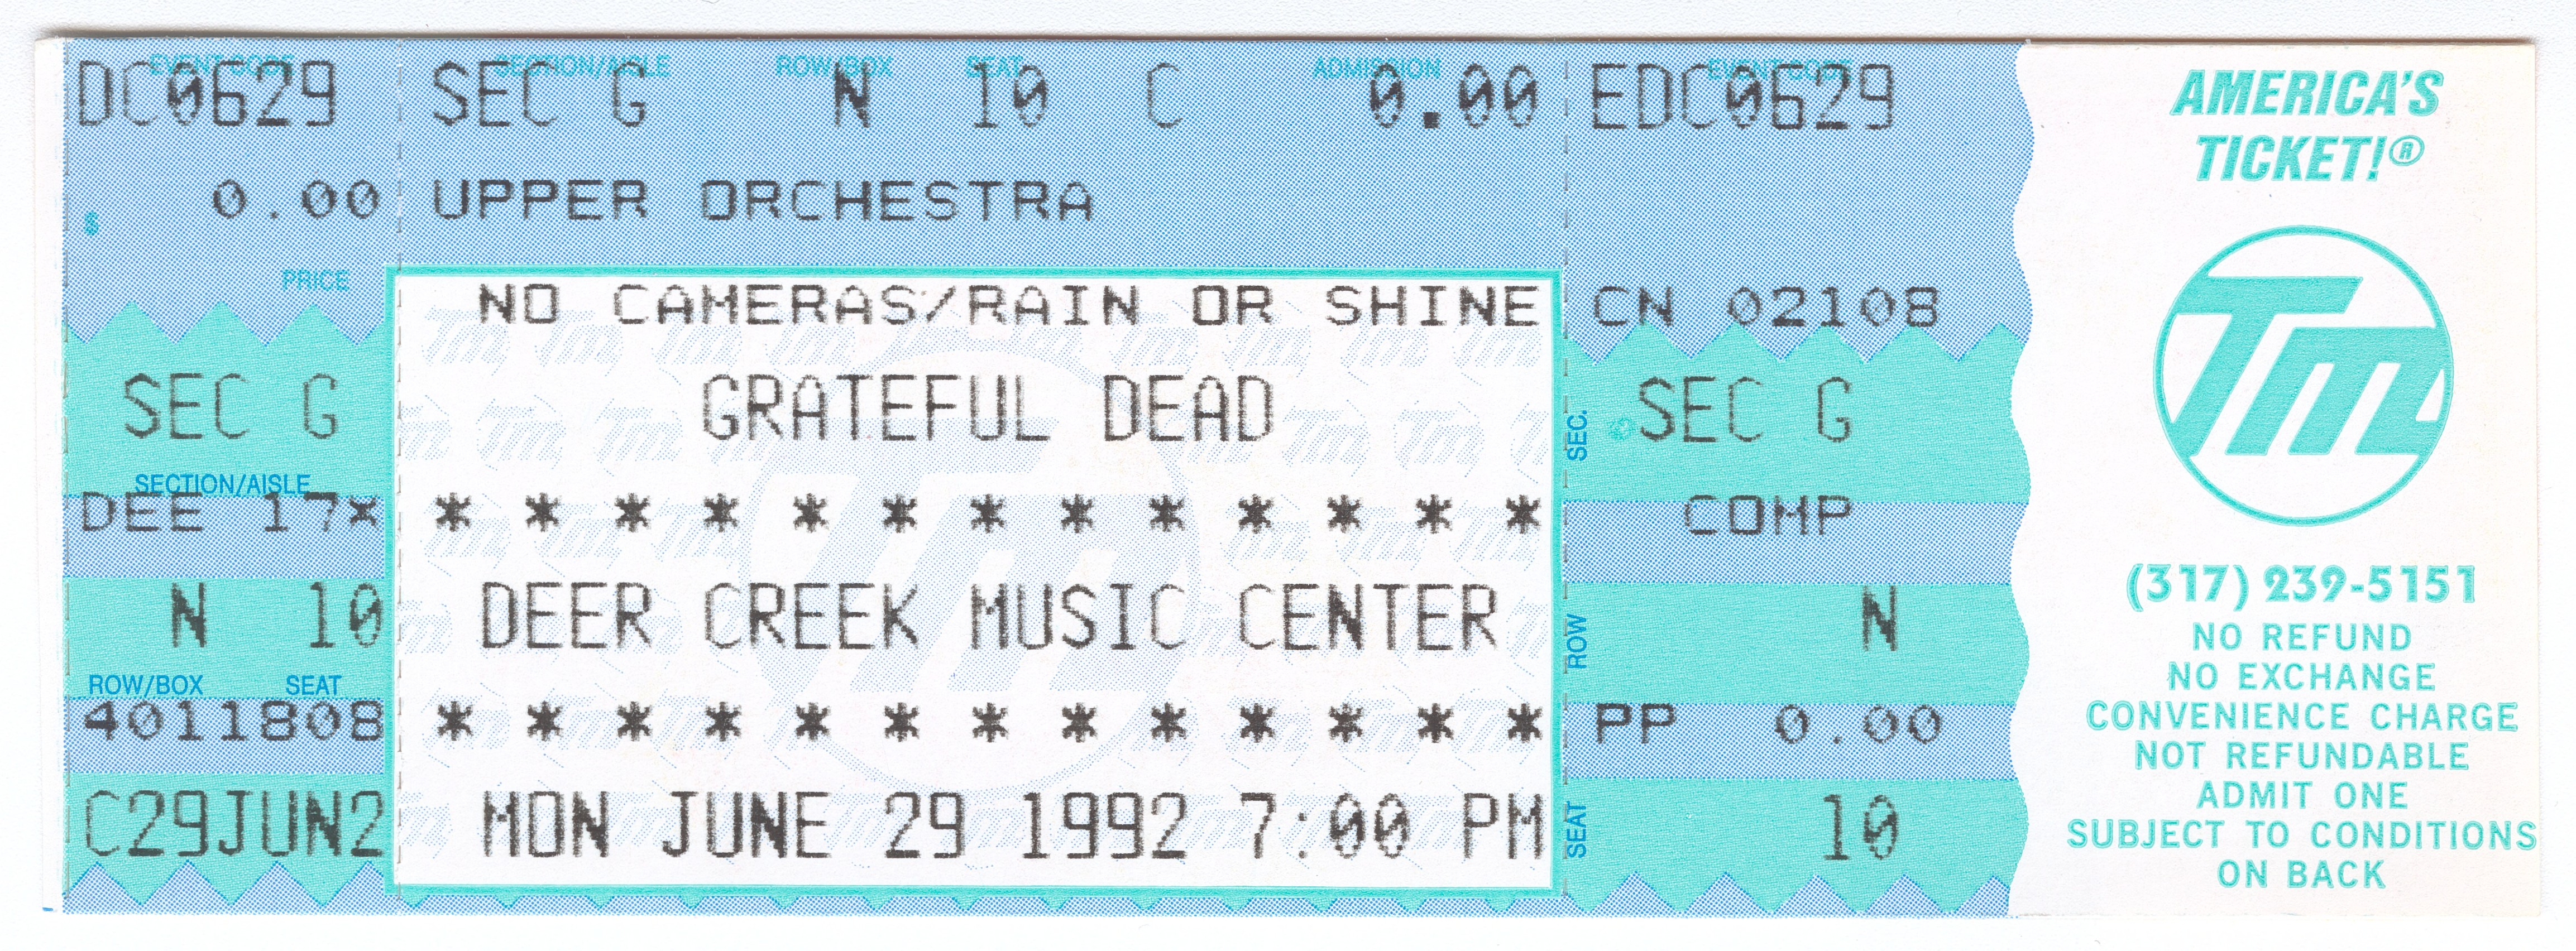 EVENT CODE SECTION/AISLE ROW/BOX SEAT ADMISSION EVENT CODE
DC0629 SEC G N 10 C 0.00 EDC0629
$ 0.00 UPPER ORCHESTRA
PRICE
NO CAMERAS/RAIN OR SHINE CN 02108
SEC G GRATEFUL DEAD SEC. SEC G
SECTION/AISLE
DEE 17* * * * * * * * * * * * * * COMP
N 10 DEER CREEK MUSIC CENTER ROW N
ROW/BOX SEAT
4011808 * * * * * * * * * * * * * PP 0.00
C29JUN2 MON JUNE 29 1992 7:00 PM SEAT 10
AMERICA'S
TICKET!®
TM
(317) 239-5151
NO REFUND
NO EXCHANGE
CONVENIENCE CHARGE
NOT REFUNDABLE
ADMIT ONE
SUBJECT TO CONDITIONS
ON BACK